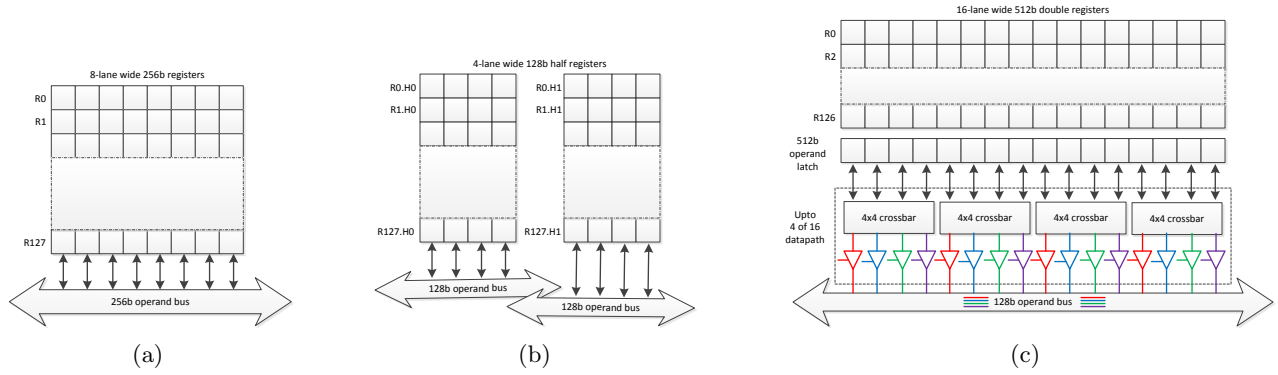 8-lane wide 256b registers
R0
R1
R127
256b operand bus
(a)
4-lane wide 128b half registers
R0.H0
R0.H1
R1.H0
R1.H1
R127.H0
R127.H1
128b operand bus
128b operand bus
(b)
16-lane wide 512b double registers
R0
R2
R126
512b
operand
latch
Upto
4 of 16
datapath
4x4 crossbar
4x4 crossbar
4x4 crossbar
4x4 crossbar
128b operand bus
(c)